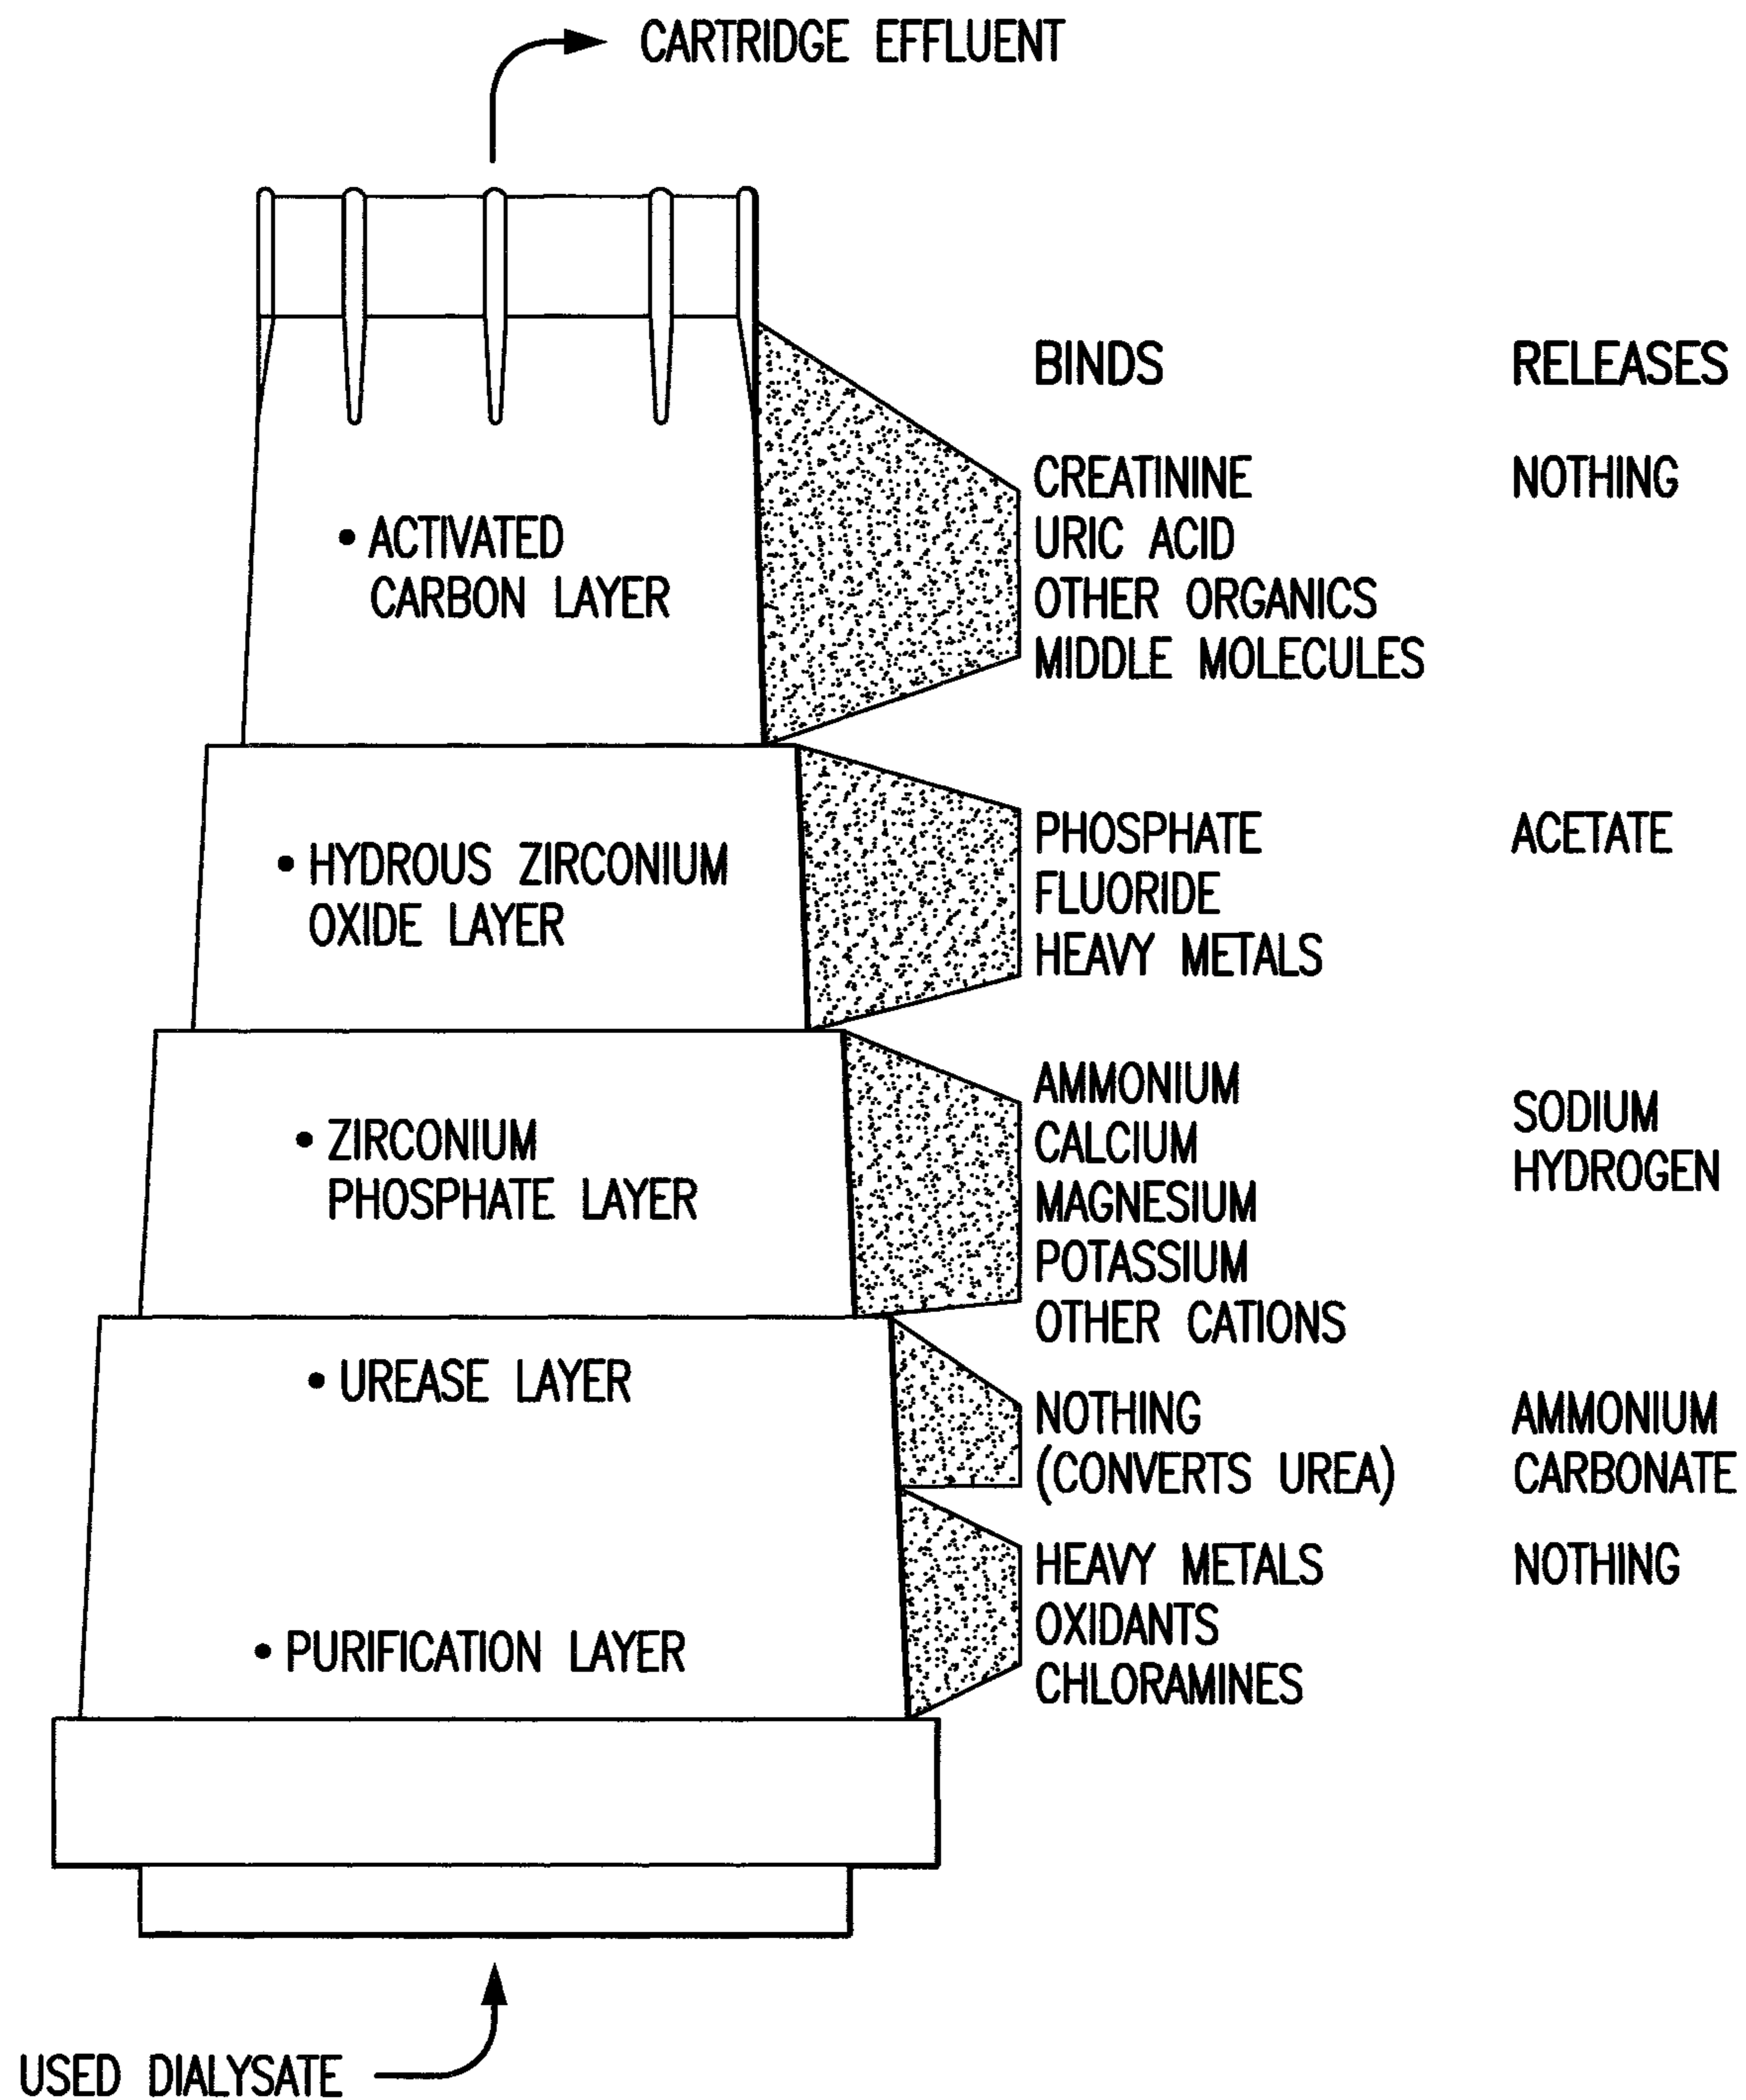 CARTRIDGE EFFLUENT
BINDS
RELEASES
• ACTIVATED
CARBON LAYER
CREATININE
URIC ACID
OTHER ORGANICS
MIDDLE MOLECULES
NOTHING
• HYDROUS ZIRCONIUM
OXIDE LAYER
PHOSPHATE
FLUORIDE
HEAVY METALS
ACETATE
• ZIRCONIUM
PHOSPHATE LAYER
AMMONIUM
CALCIUM
MAGNESIUM
POTASSIUM
OTHER CATIONS
SODIUM
HYDROGEN
• UREASE LAYER
NOTHING
(CONVERTS UREA)
AMMONIUM
CARBONATE
• PURIFICATION LAYER
HEAVY METALS
OXIDANTS
CHLORAMINES
NOTHING
USED DIALYSATE